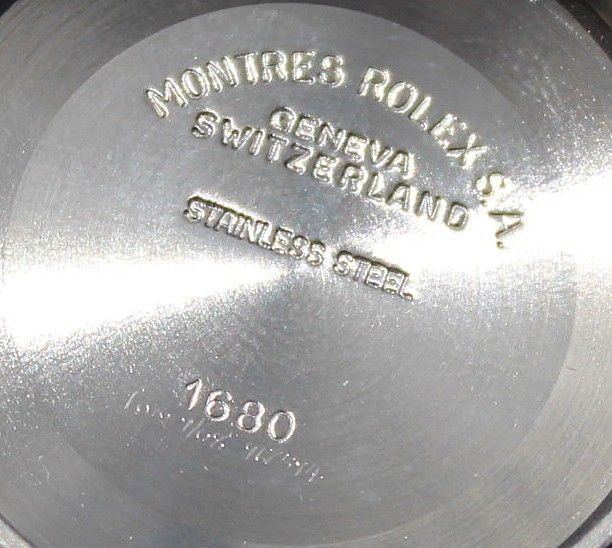 MONTRES ROLEX S.A.
GENEVA
SWITZERLAND
STAINLESS STEEL
1680